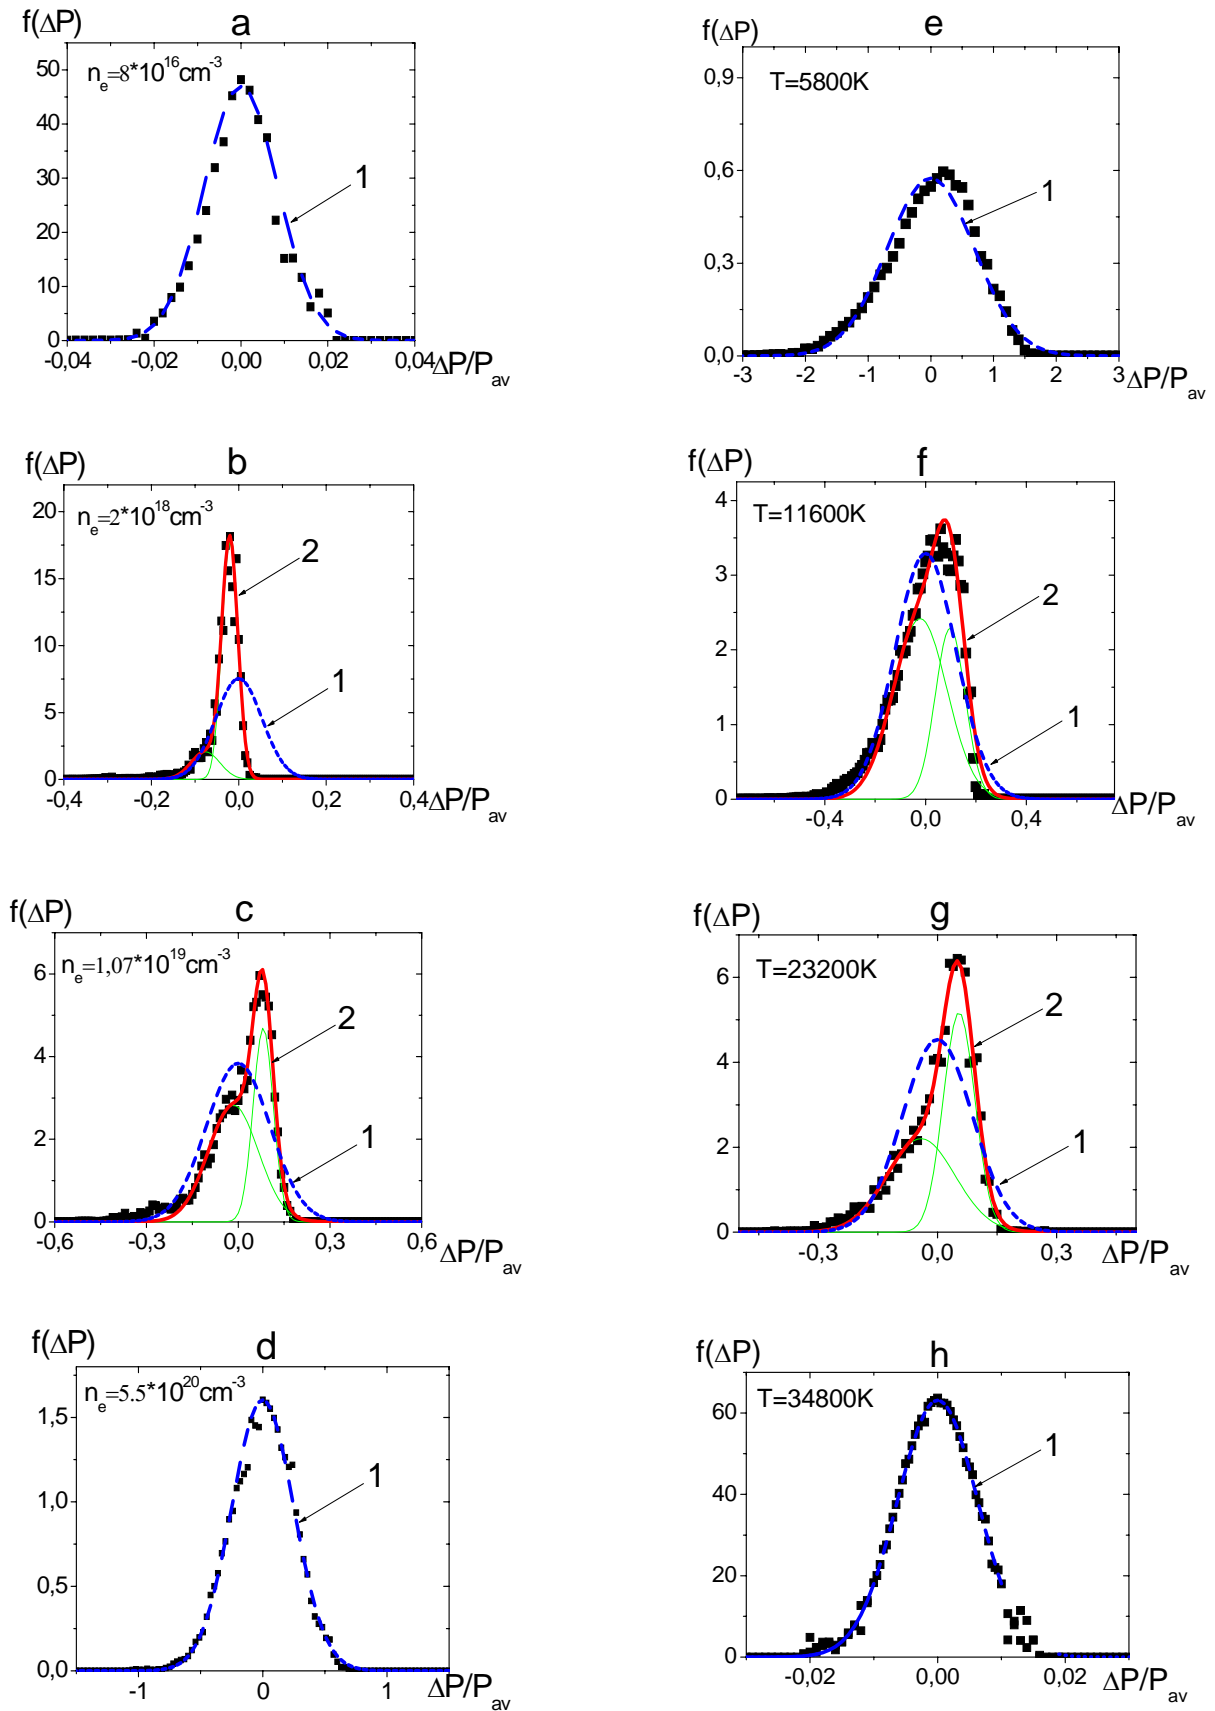 f(ΔP)
a
n_e=8*10^16cm^-3
50
40
30
20
10
0
1
-0,04
-0,02
0,00
0,02
0,04
ΔP/P_av
f(ΔP)
e
T=5800K
0,9
0,6
0,3
0,0
1
-3
-2
-1
0
1
2
3
ΔP/P_av
f(ΔP)
b
n_e=2*10^18cm^-3
20
15
10
5
0
2
1
-0,4
-0,2
0,0
0,2
0,4
ΔP/P_av
f(ΔP)
f
T=11600K
4
3
2
1
0
2
1
-0,4
0,0
0,4
ΔP/P_av
f(ΔP)
c
n_e=1,07*10^19cm^-3
6
4
2
0
2
1
-0,6
-0,3
0,0
0,3
0,6
ΔP/P_av
f(ΔP)
g
T=23200K
6
4
2
0
2
1
-0,3
0,0
0,3
ΔP/P_av
f(ΔP)
d
n_e=5.5*10^20cm^-3
1,5
1,0
0,5
0,0
1
-1
0
1
ΔP/P_av
f(ΔP)
h
T=34800K
60
40
20
0
1
-0,02
0,00
0,02
ΔP/P_av